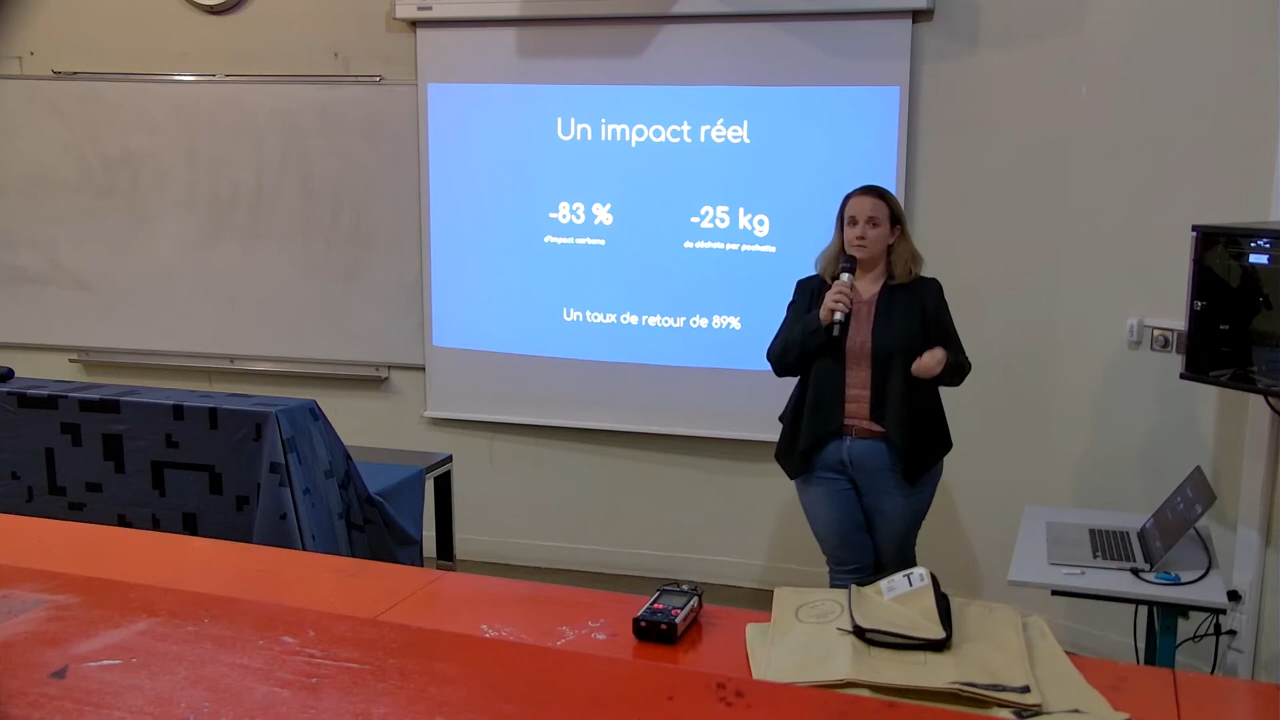 Un impact réel
-83 %
-25 kg
d'impact carbone
de déchets par pochette
Un taux de retour de 89%
T